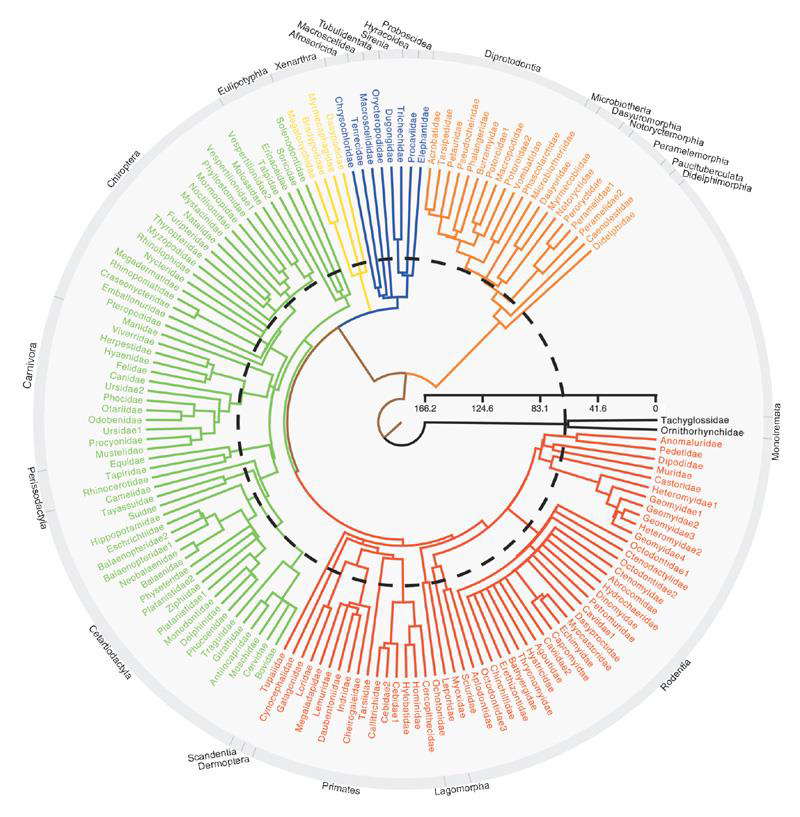 Proboscidea
Hyracoidea
Sirenia
Tubulidentata
Macroscelidea
Afrosoricida
Xenarthra
Eulipotyphla
Chiroptera
Carnivora
Perissodactyla
Cetartiodactyla
Scandentia
Dermoptera
Primates
Lagomorpha
Rodentia
Monotremata
Didelphimorphia
Paucituberculata
Peramelemorphia
Notoryctemorphia
Dasyuromorphia
Microbiotheria
Diprotodontia
166.2 124.6 83.1 41.6 0
Acrobatidae
Tarsipedidae
Petauridae
Pseudocheiridae
Phalangeridae
Burramyidae
Potoroidae1
Macropodidae
Potoroidae2
Vombatidae
Phascolarctidae
Microbiotheriidae
Dasyuridae
Myrmecobiidae
Notoryctidae
Peroryctidae
Peramelidae1
Peramelidae2
Caenolestidae
Didelphidae
Tachyglossidae
Ornithorhynchidae
Anomaluridae
Pedetidae
Dipodidae
Muridae
Castoridae
Heteromyidae1
Geomyidae1
Geomyidae2
Geomyidae3
Heteromyidae2
Geomyidae4
Octodontidae1
Ctenodactylidae
Octodontidae2
Ctenomyidae
Abrocomidae
Hydrochaeridae
Dinomyidae
Petromuridae
Caviidae1
Dasyproctidae
Myocastoridae
Echimyidae
Capromyidae
Caviidae2
Agoutidae
Hystricidae
Thryonomyidae
Bathyergidae
Erethizontidae
Chinchillidae
Octodontidae3
Aplodontidae
Sciuridae
Myoxidae
Leporidae
Ochotonidae
Cercopithecidae
Hominidae
Hylobatidae
Cebidae1
Cebidae2
Callitrichidae
Tarsiidae
Cheirogaleidae
Indridae
Daubentoniidae
Lemuridae
Megaladapidae
Loridae
Galagonidae
Cynocephalidae
Tupaiidae
Bovidae
Cervidae
Moschidae
Antilocapridae
Giraffidae
Tragulidae
Phocoenidae
Delphinidae
Monodontidae
Platanistidae1
Ziphiidae
Platanistidae2
Physeteridae
Balaenidae
Neobalaenidae
Balaenopteridae1
Balaenopteridae2
Eschrichtiidae
Hippopotamidae
Suidae
Tayassuidae
Camelidae
Rhinocerotidae
Tapiridae
Equidae
Mustelidae
Procyonidae
Ursidae1
Odobenidae
Otariidae
Phocidae
Ursidae2
Canidae
Felidae
Hyaenidae
Herpestidae
Viverridae
Manidae
Pteropodidae
Emballonuridae
Craseonycteridae
Rhinopomatidae
Megadermatidae
Rhinolophidae
Nycteridae
Myzopodidae
Thyropteridae
Furipteridae
Natalidae
Mystacinidae
Noctilionidae
Mormoopidae
Phyllostomidae
Vespertilionidae1
Molossidae
Vespertilionidae2
Talpidae
Erinaceidae
Soricidae
Solenodontidae
Megalonychidae
Bradypodidae
Myrmecophagidae
Dasypodidae
Chrysochloridae
Tenrecidae
Macroscelididae
Orycteropodidae
Dugongidae
Trichechidae
Procaviidae
Elephantidae